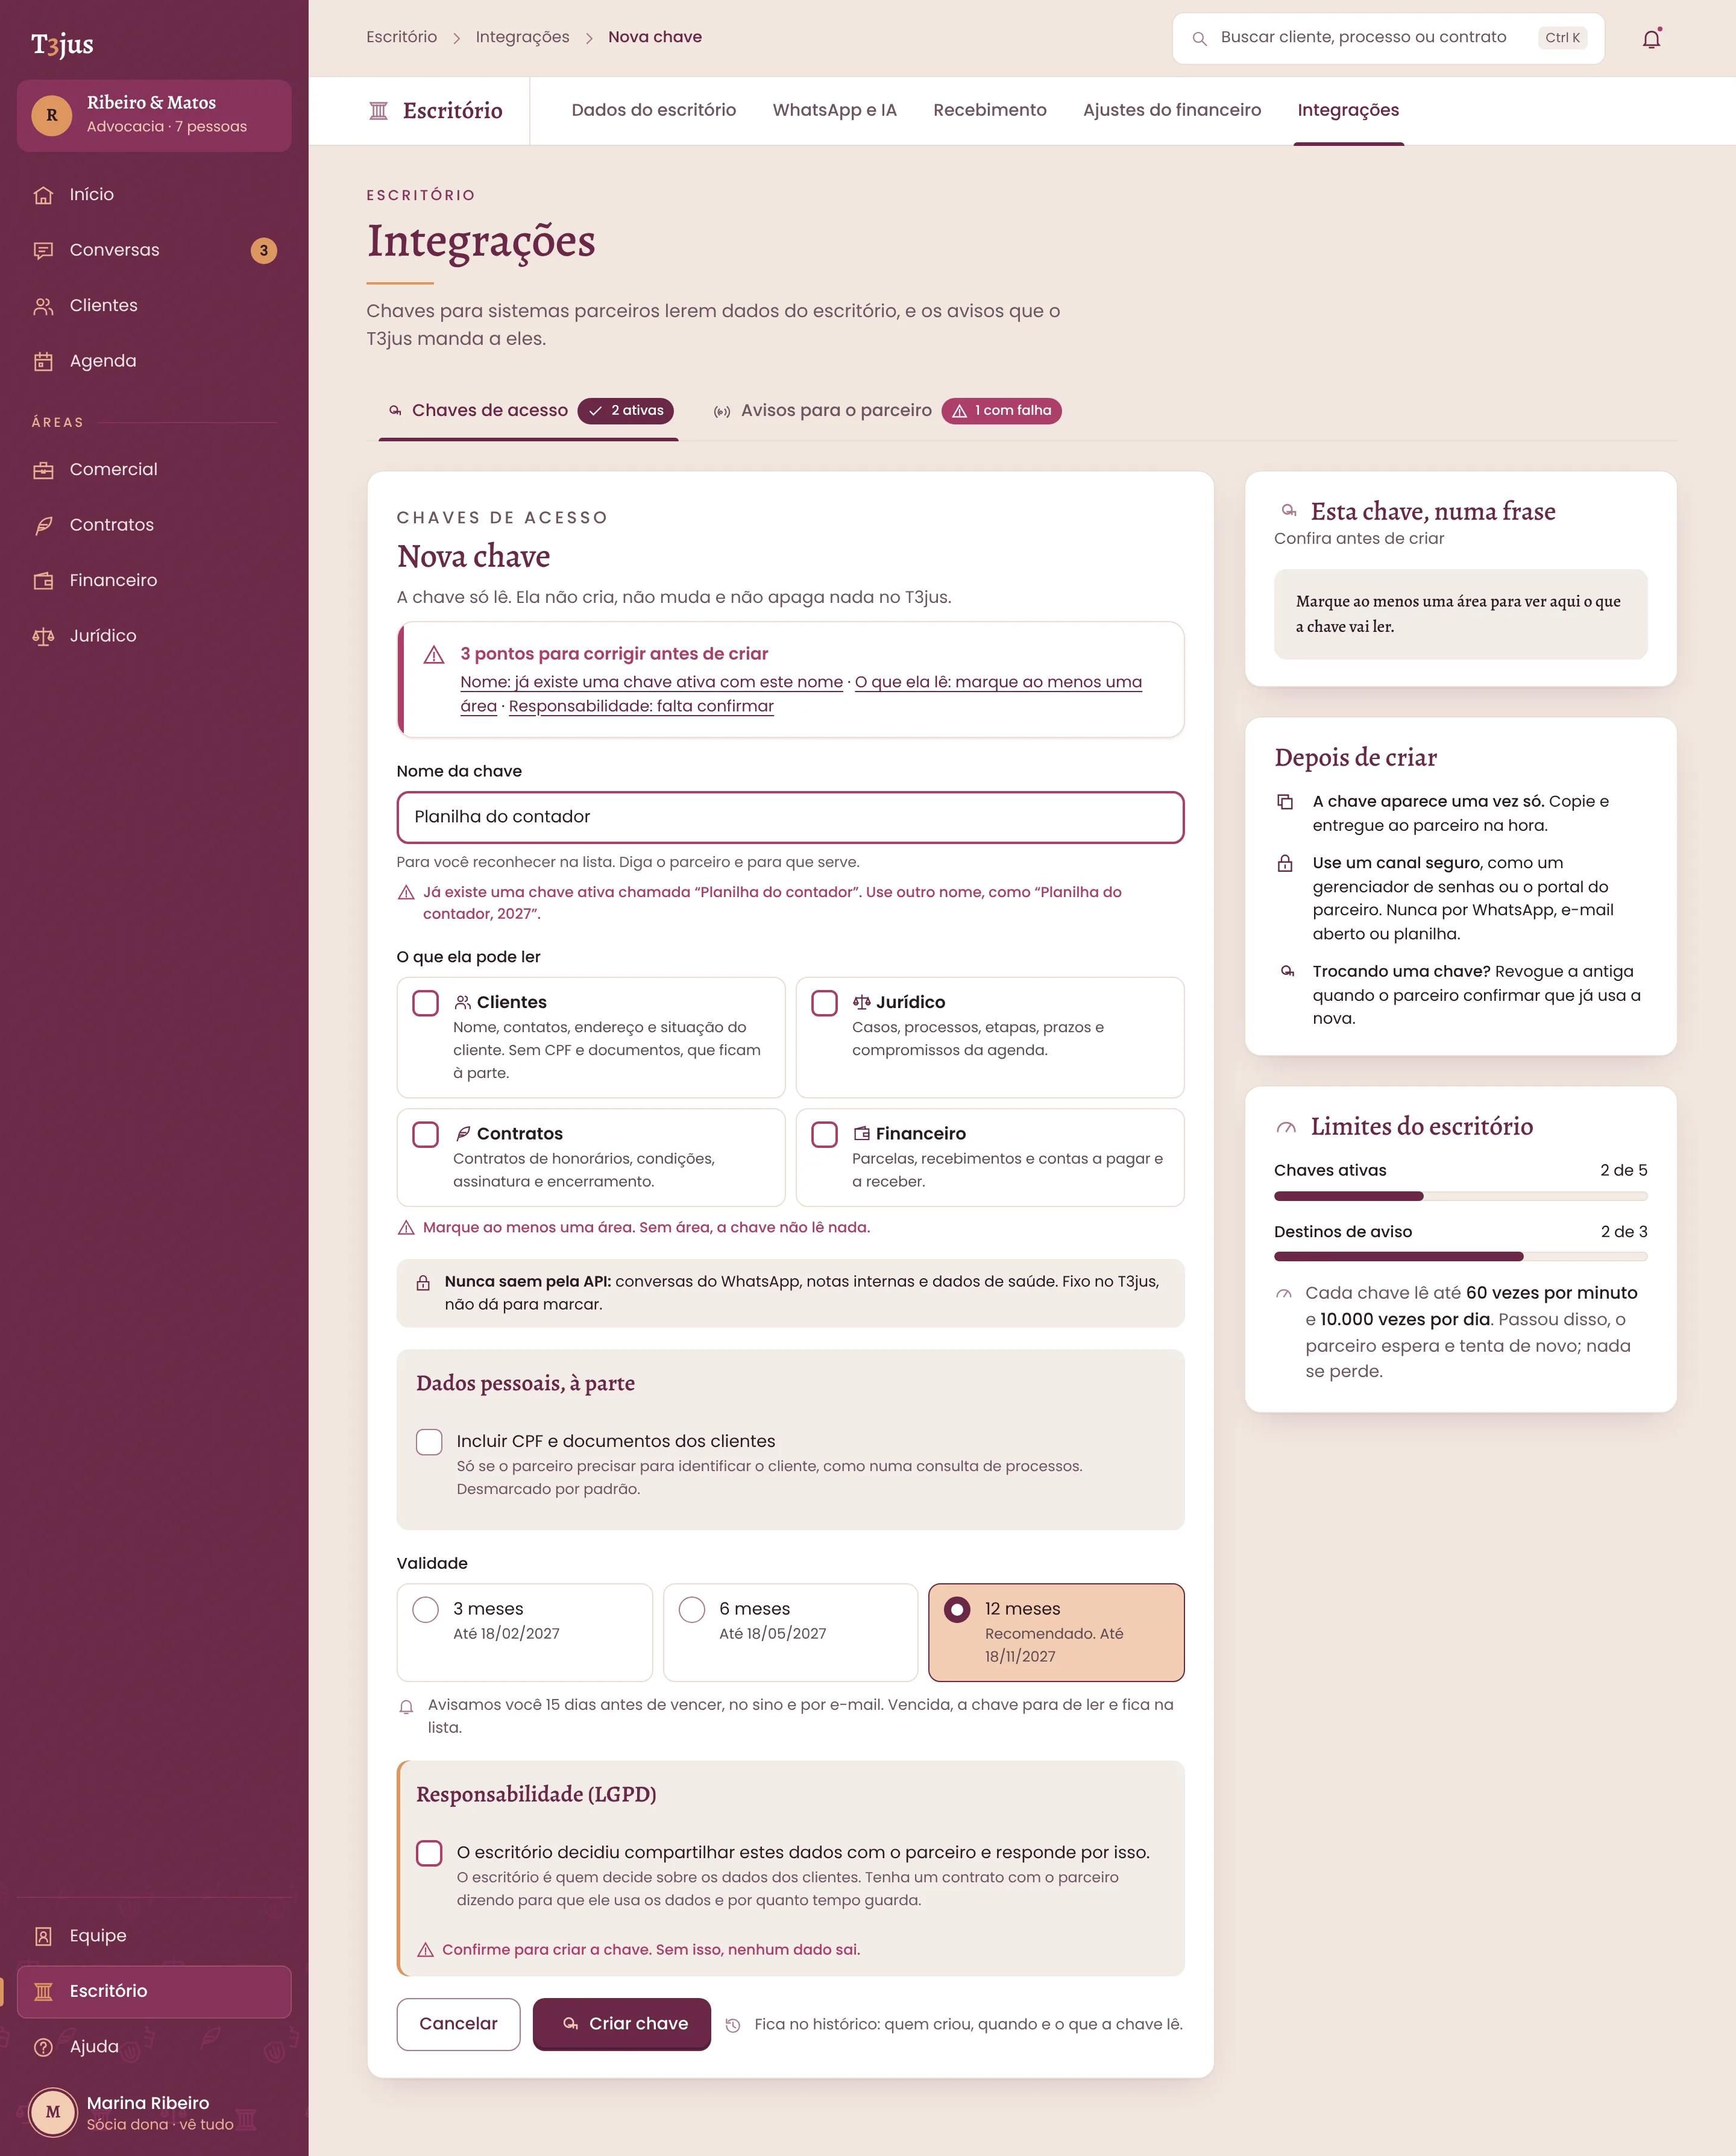 T3jus
R
Ribeiro & Matos
Advocacia · 7 pessoas
Início
Conversas
3
Clientes
Agenda
ÁREAS
Comercial
Contratos
Financeiro
Jurídico
Equipe
Escritório
Ajuda
M
Marina Ribeiro
Sócia dona · vê tudo
Escritório
Integrações
Nova chave
Buscar cliente, processo ou contrato
Ctrl K
Escritório
Dados do escritório
WhatsApp e IA
Recebimento
Ajustes do financeiro
Integrações
ESCRITÓRIO
Integrações
Chaves para sistemas parceiros lerem dados do escritório, e os avisos que o
T3jus manda a eles.
Chaves de acesso
2 ativas
Avisos para o parceiro
1 com falha
CHAVES DE ACESSO
Nova chave
A chave só lê. Ela não cria, não muda e não apaga nada no T3jus.
3 pontos para corrigir antes de criar
Nome: já existe uma chave ativa com este nome · O que ela lê: marque ao menos uma
área · Responsabilidade: falta confirmar
Nome da chave
Planilha do contador
Para você reconhecer na lista. Diga o parceiro e para que serve.
Já existe uma chave ativa chamada “Planilha do contador”. Use outro nome, como “Planilha do
contador, 2027”.
O que ela pode ler
Clientes
Nome, contatos, endereço e situação do
cliente. Sem CPF e documentos, que ficam
à parte.
Jurídico
Casos, processos, etapas, prazos e
compromissos da agenda.
Contratos
Contratos de honorários, condições,
assinatura e encerramento.
Financeiro
Parcelas, recebimentos e contas a pagar e
a receber.
Marque ao menos uma área. Sem área, a chave não lê nada.
Nunca saem pela API: conversas do WhatsApp, notas internas e dados de saúde. Fixo no T3jus,
não dá para marcar.
Dados pessoais, à parte
Incluir CPF e documentos dos clientes
Só se o parceiro precisar para identificar o cliente, como numa consulta de processos.
Desmarcado por padrão.
Validade
3 meses
Até 18/02/2027
6 meses
Até 18/05/2027
12 meses
Recomendado. Até
18/11/2027
Avisamos você 15 dias antes de vencer, no sino e por e-mail. Vencida, a chave para de ler e fica na
lista.
Responsabilidade (LGPD)
O escritório decidiu compartilhar estes dados com o parceiro e responde por isso.
O escritório é quem decide sobre os dados dos clientes. Tenha um contrato com o parceiro
dizendo para que ele usa os dados e por quanto tempo guarda.
Confirme para criar a chave. Sem isso, nenhum dado sai.
Cancelar
Criar chave
Fica no histórico: quem criou, quando e o que a chave lê.
Esta chave, numa frase
Confira antes de criar
Marque ao menos uma área para ver aqui o que
a chave vai ler.
Depois de criar
A chave aparece uma vez só. Copie e
entregue ao parceiro na hora.
Use um canal seguro, como um
gerenciador de senhas ou o portal do
parceiro. Nunca por WhatsApp, e-mail
aberto ou planilha.
Trocando uma chave? Revogue a antiga
quando o parceiro confirmar que já usa a
nova.
Limites do escritório
Chaves ativas
2 de 5
Destinos de aviso
2 de 3
Cada chave lê até 60 vezes por minuto
e 10.000 vezes por dia. Passou disso, o
parceiro espera e tenta de novo; nada
se perde.